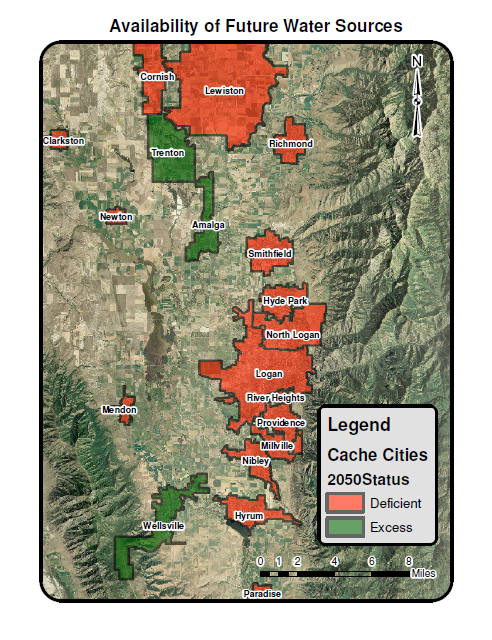 Availability of Future Water Sources
N
Cornish
Lewiston
Clarkston
Trenton
Richmond
Newton
Amalga
Smithfield
Hyde Park
North Logan
Logan
River Heights
Mendon
Providence
Millville
Nibley
Hyrum
Wellsville
Paradise
Legend
Cache Cities
2050Status
Deficient
Excess
0 1 2 4 6 8
Miles